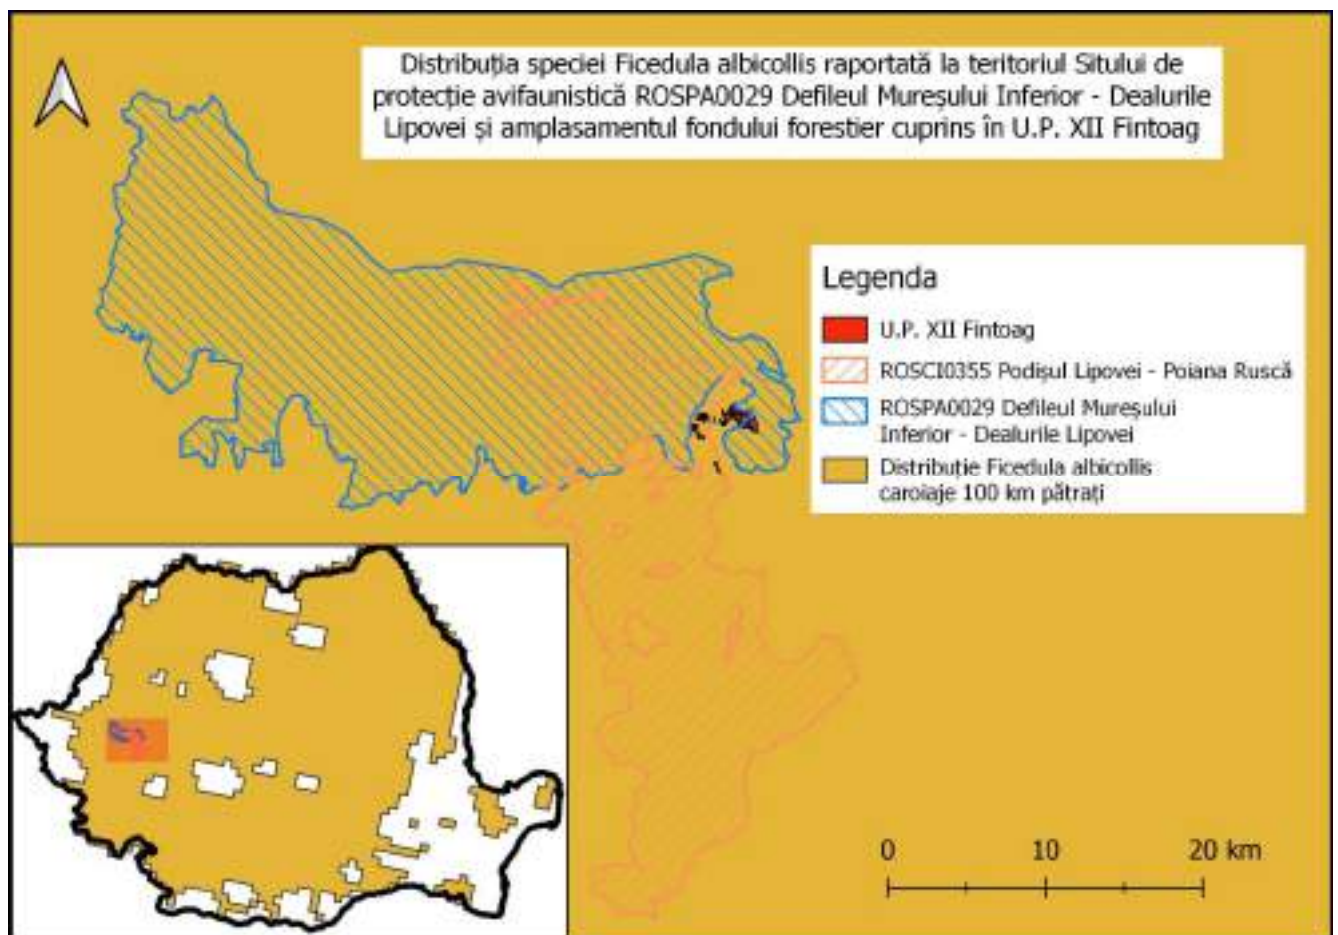 Distribuția speciei Ficedula albicollis raportată la teritoriul Sitului de
protecție avifaunistică ROSPA0029 Defileul Mureșului Inferior - Dealurile
Lipovei și amplasamentul fondului forestier cuprins în U.P. XII Fintoag
Legenda
U.P. XII Fintoag
ROSCI0355 Podișul Lipovei - Poiana Ruscă
ROSPA0029 Defileul Mureșului
Inferior - Dealurile Lipovei
Distribuție Ficedula albicollis
caroiaje 100 km pătrați
0 10 20 km